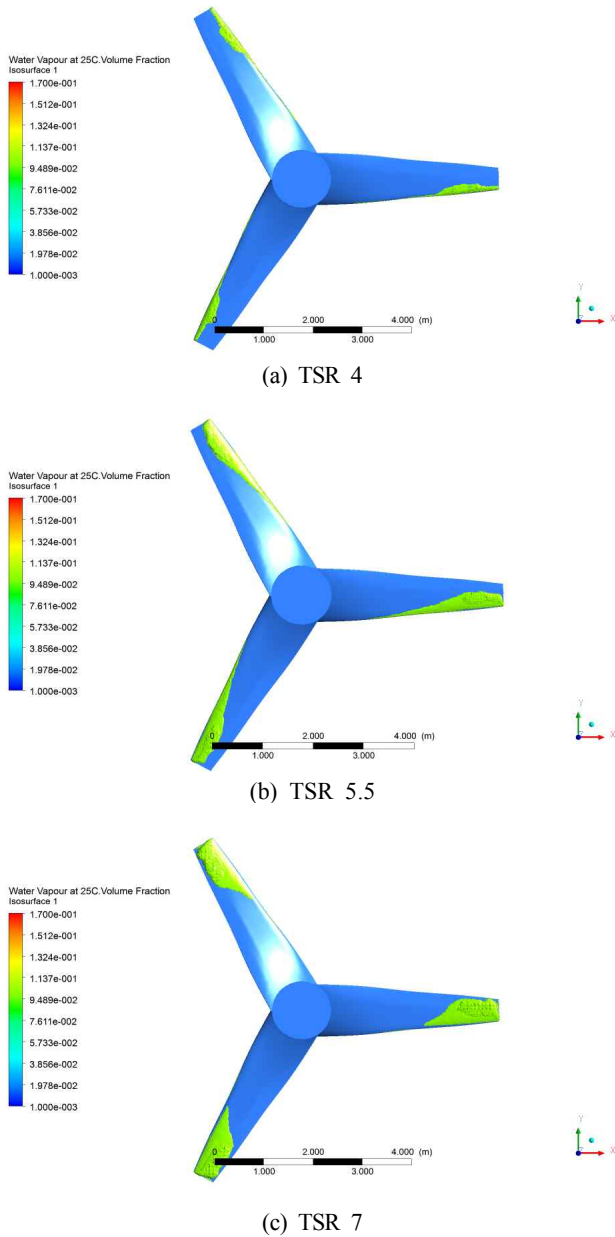 Water Vapour at 25C.Volume Fraction
Isosurface 1
1.700e-001
1.512e-001
1.324e-001
1.137e-001
9.489e-002
7.611e-002
5.733e-002
3.856e-002
1.978e-002
1.000e-003
0 2.000 4.000 (m)
1.000 3.000
Y
X
Z
(a) TSR 4
Water Vapour at 25C.Volume Fraction
Isosurface 1
1.700e-001
1.512e-001
1.324e-001
1.137e-001
9.489e-002
7.611e-002
5.733e-002
3.856e-002
1.978e-002
1.000e-003
0 2.000 4.000 (m)
1.000 3.000
Y
X
Z
(b) TSR 5.5
Water Vapour at 25C.Volume Fraction
Isosurface 1
1.700e-001
1.512e-001
1.324e-001
1.137e-001
9.489e-002
7.611e-002
5.733e-002
3.856e-002
1.978e-002
1.000e-003
0 2.000 4.000 (m)
1.000 3.000
Y
X
Z
(c) TSR 7